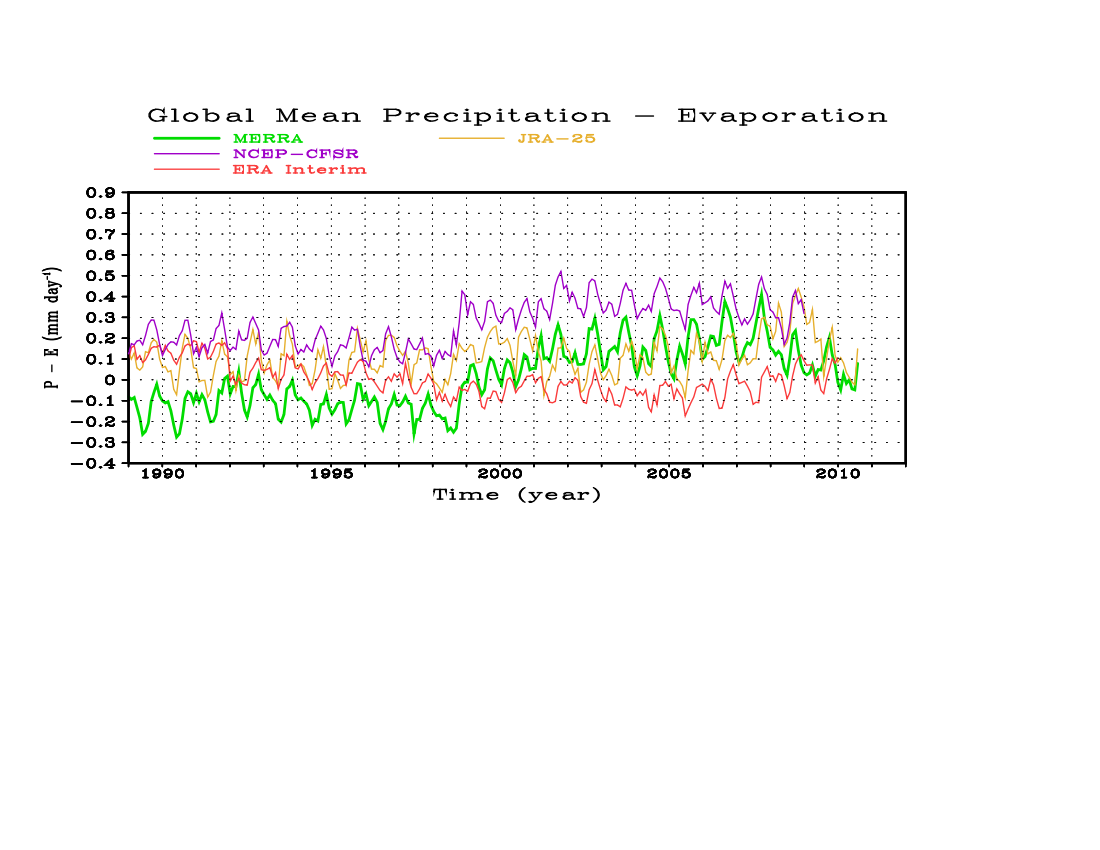 Global Mean Precipitation − Evaporation
MERRA
JRA−25
NCEP−CFSR
ERA Interim
0.9
0.8
0.7
0.6
0.5
0.4
0.3
0.2
0.1
0
−0.1
−0.2
−0.3
−0.4
P − E (mm day⁻¹)
1990 1995 2000 2005 2010
Time (year)